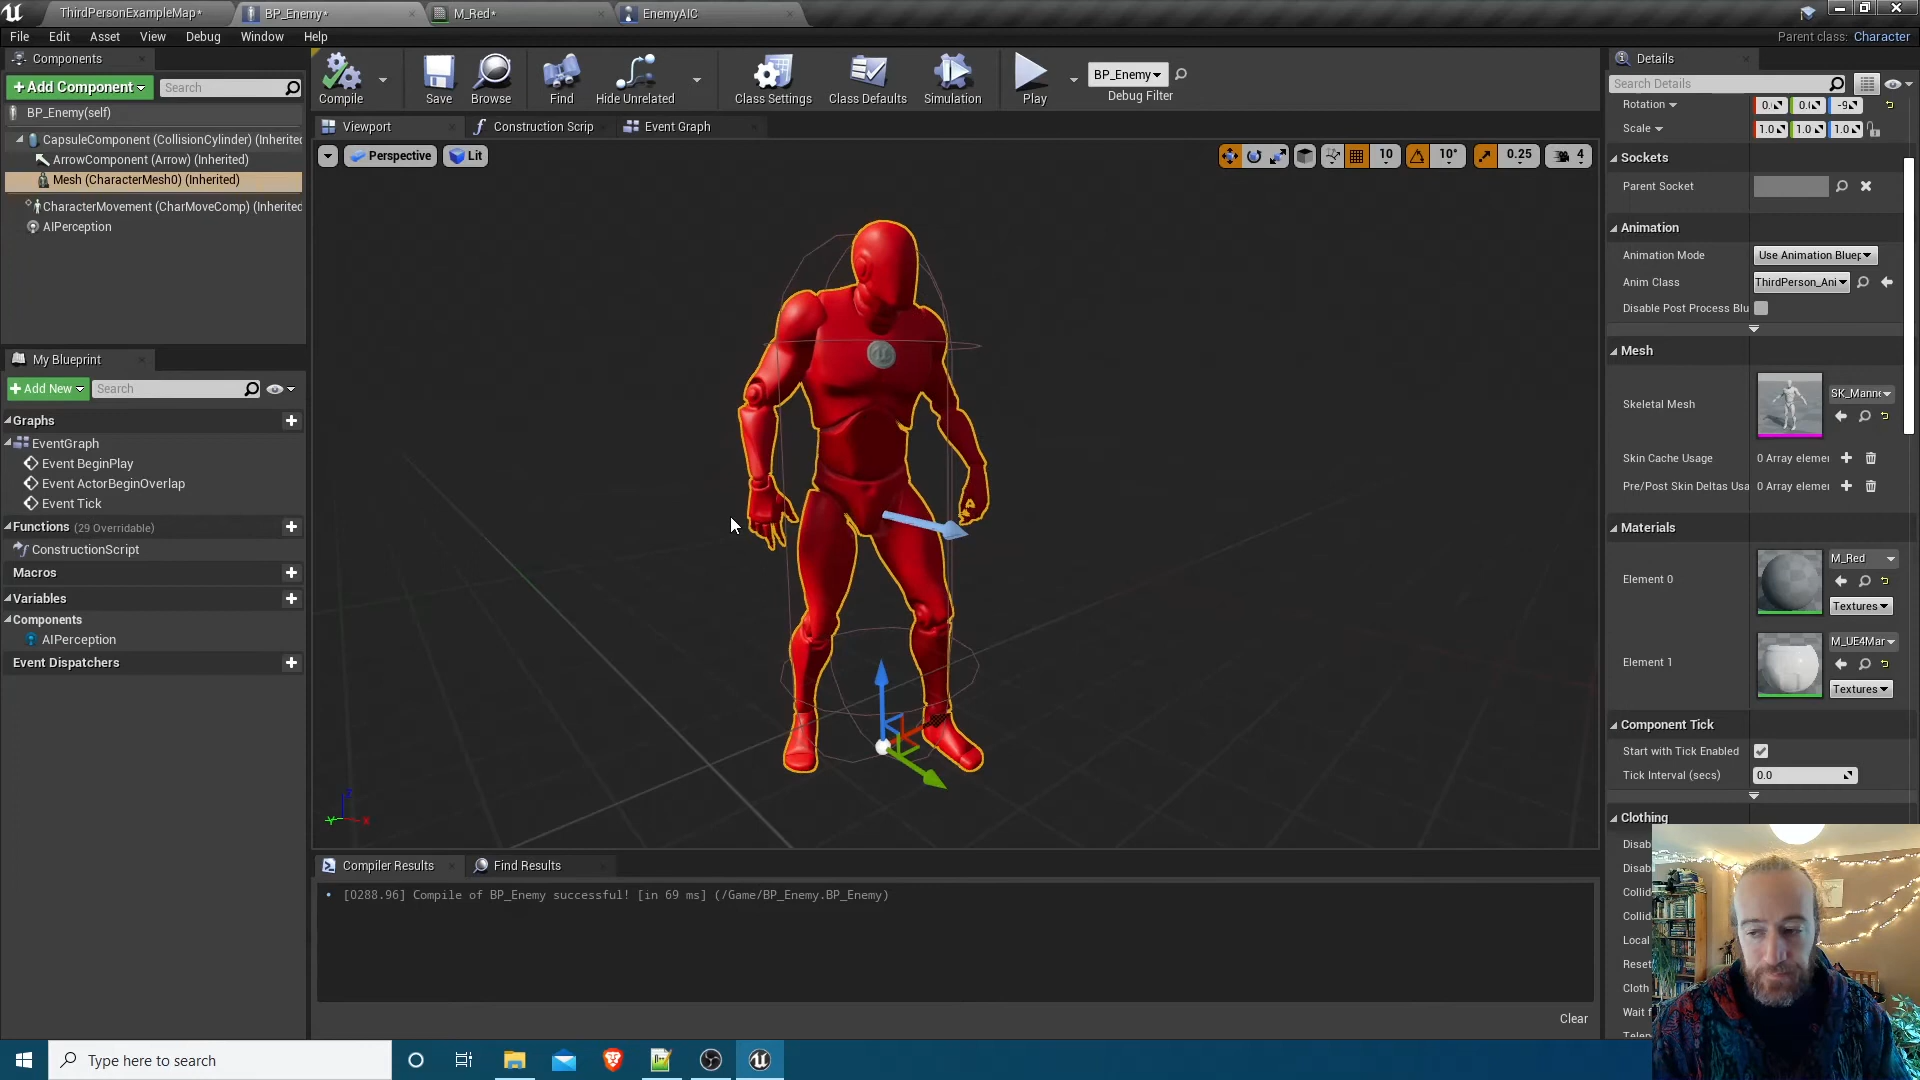 ThirdPersonExampleMap*
BP_Enemy*
M_Red*
EnemyAIC
File Edit Asset View Debug Window Help
Parent class: Character
Components
+Add Component
Search
BP_Enemy(self)
CapsuleComponent (CollisionCylinder) (Inherited
ArrowComponent (Arrow) (Inherited)
Mesh (CharacterMesh0) (Inherited)
CharacterMovement (CharMoveComp) (Inherited
AIPerception
My Blueprint
+Add New
Search
Graphs
EventGraph
Event BeginPlay
Event ActorBeginOverlap
Event Tick
Functions (29 Overridable)
ConstructionScript
Macros
Variables
Components
AIPerception
Event Dispatchers
Compile
Save
Browse
Find
Hide Unrelated
Class Settings
Class Defaults
Simulation
Play
BP_Enemy
Debug Filter
Viewport
Construction Scrip
Event Graph
Perspective
Lit
10
10°
0.25
4
Compiler Results
Find Results
• [0288.96] Compile of BP_Enemy successful! [in 69 ms] (/Game/BP_Enemy.BP_Enemy)
Clear
Details
Search Details
Rotation
Scale 1.0 1.0 1.0
Sockets
Parent Socket
Animation
Animation Mode Use Animation Bluep
Anim Class ThirdPerson_Ani
Disable Post Process Blu
Mesh
Skeletal Mesh SK_Manne
Skin Cache Usage 0 Array elemen
Pre/Post Skin Deltas Usa 0 Array elemen
Materials
Element 0 M_Red
Textures
Element 1 M_UE4Mar
Textures
Component Tick
Start with Tick Enabled
Tick Interval (secs) 0.0
Clothing
Disab
Disab
Collid
Collid
Local
Reset
Cloth
Wait f
Type here to search